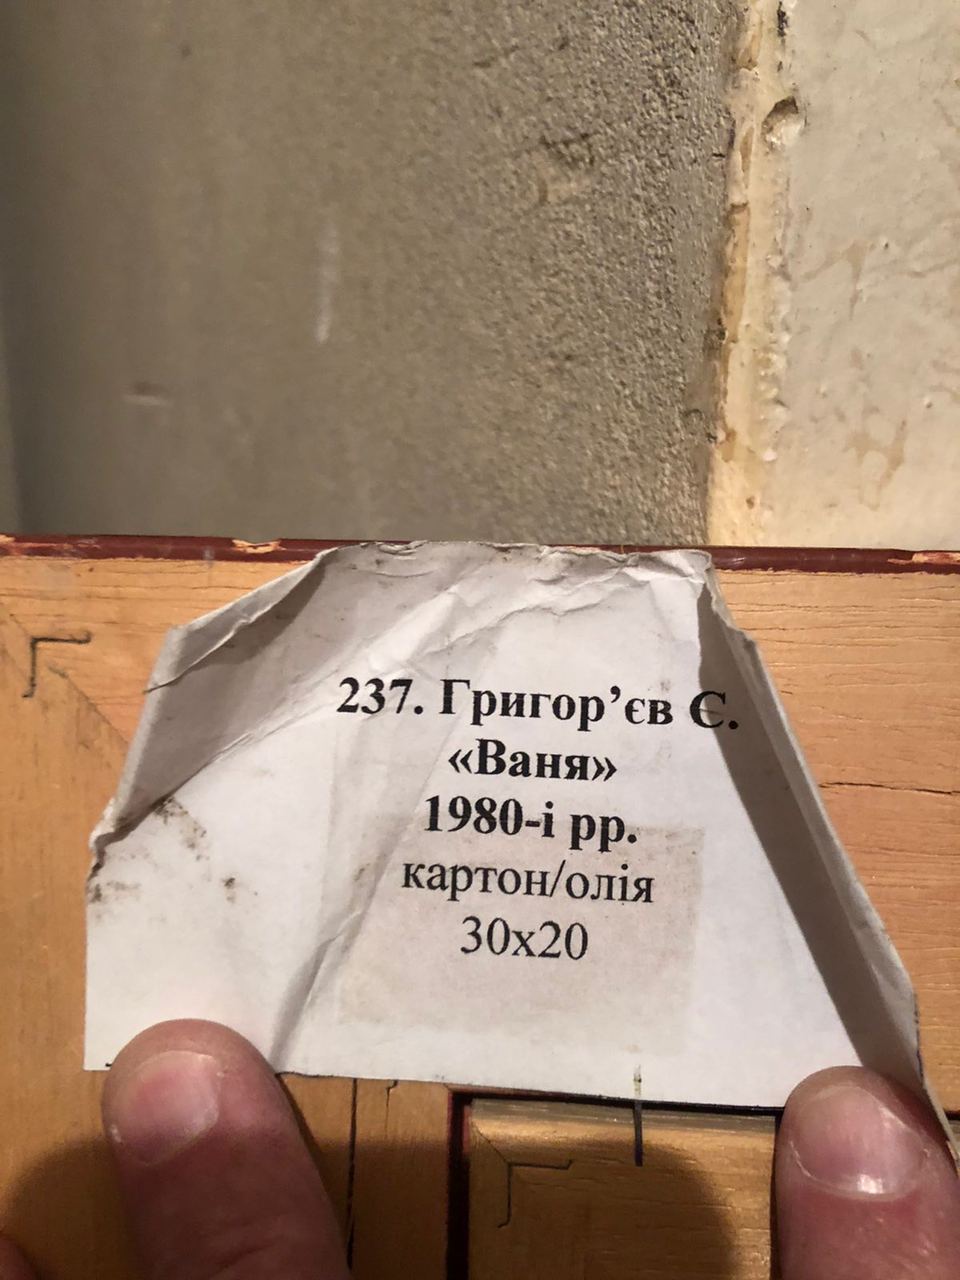 237. Григор’єв Є.
«Ваня»
1980-і рр.
картон/олія
30х20